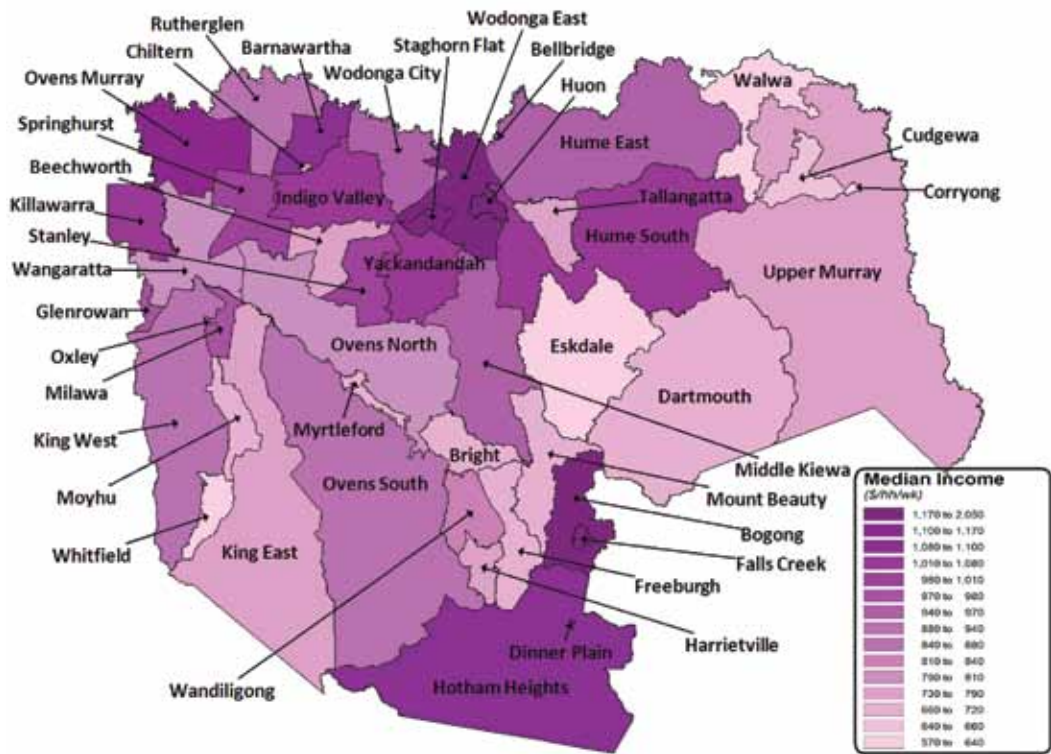 Wodonga East
Rutherglen
Staghorn Flat
Bellbridge
Chiltern
Barnawartha
Wodonga City
Huon
Walwa
Ovens Murray
Springhurst
Hume East
Cudgewa
Beechworth
Indigo Valley
Tallangatta
Corryong
Killawarra
Stanley
Hume South
Yackandandah
Upper Murray
Wangaratta
Glenrowan
Ovens North
Eskdale
Oxley
Milawa
Dartmouth
King West
Myrtleford
Bright
Middle Kiewa
Moyhu
Ovens South
Mount Beauty
Whitfield
King East
Bogong
Falls Creek
Freeburgh
Harrietville
Dinner Plain
Wandiligong
Hotham Heights
Median Income
($/hh/wk)
1,170 to 2,050
1,100 to 1,170
1,080 to 1,100
1,010 to 1,080
980 to 1,010
970 to 980
940 to 970
880 to 940
840 to 880
810 to 840
790 to 810
720 to 790
660 to 720
640 to 660
570 to 640